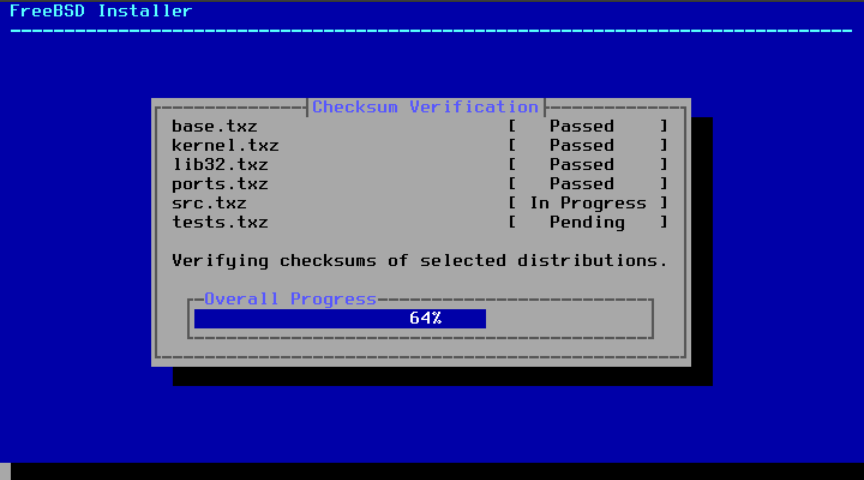 FreeBSD Installer
Checksum Verification
base.txz [ Passed ]
kernel.txz [ Passed ]
lib32.txz [ Passed ]
ports.txz [ Passed ]
src.txz [ In Progress ]
tests.txz [ Pending ]
Verifying checksums of selected distributions.
Overall Progress
64%